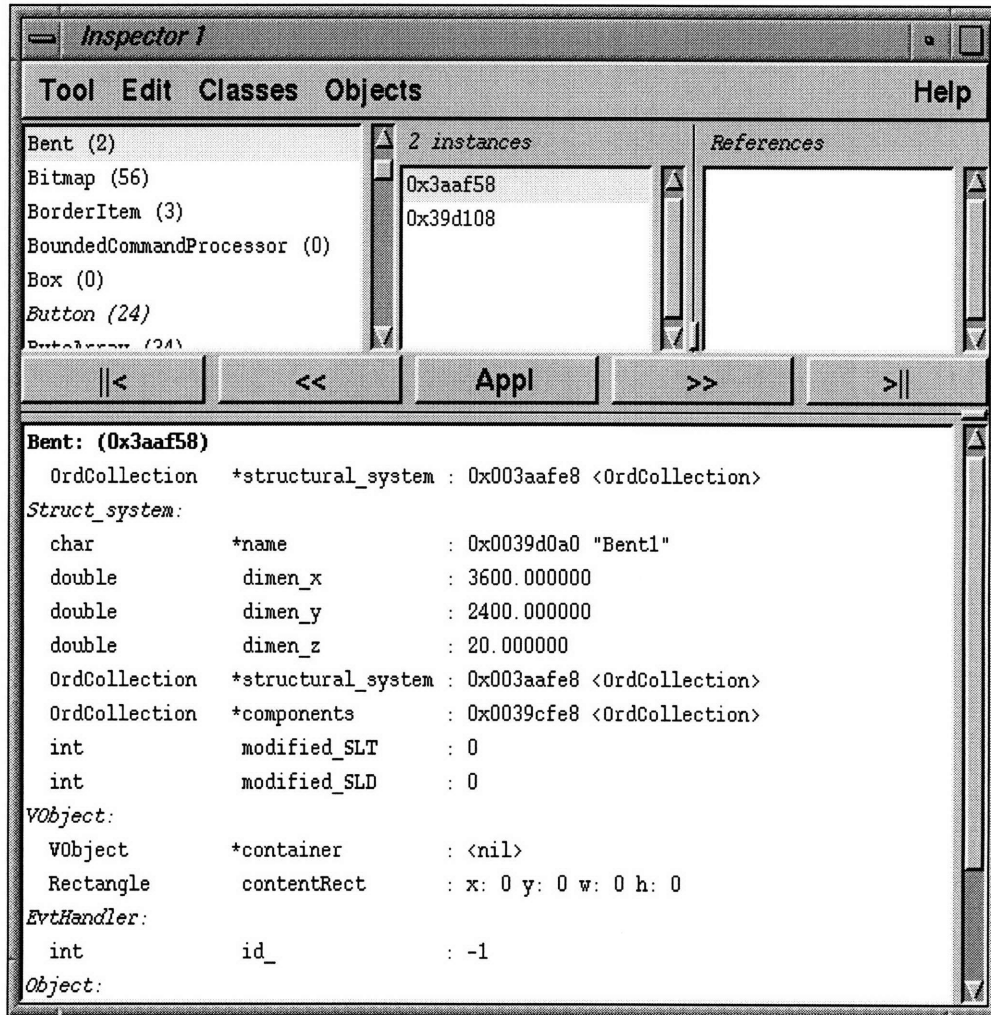 Inspector 1
Tool Edit Classes Objects Help
Bent (2)
Bitmap (56)
BorderItem (3)
BoundedCommandProcessor (0)
Box (0)
Button (24)
ByteArray (34)
2 instances
0x3aaf58
0x39d108
References
||< << Appl >> >||
Bent: (0x3aaf58)
OrdCollection *structural_system : 0x003aafe8 <OrdCollection>
Struct_system:
char *name : 0x0039d0a0 "Bent1"
double dimen_x : 3600.000000
double dimen_y : 2400.000000
double dimen_z : 20.000000
OrdCollection *structural_system : 0x003aafe8 <OrdCollection>
OrdCollection *components : 0x0039cfe8 <OrdCollection>
int modified_SLT : 0
int modified_SLD : 0
VObject:
VObject *container : <nil>
Rectangle contentRect : x: 0 y: 0 w: 0 h: 0
EvtHandler:
int id_ : -1
Object: